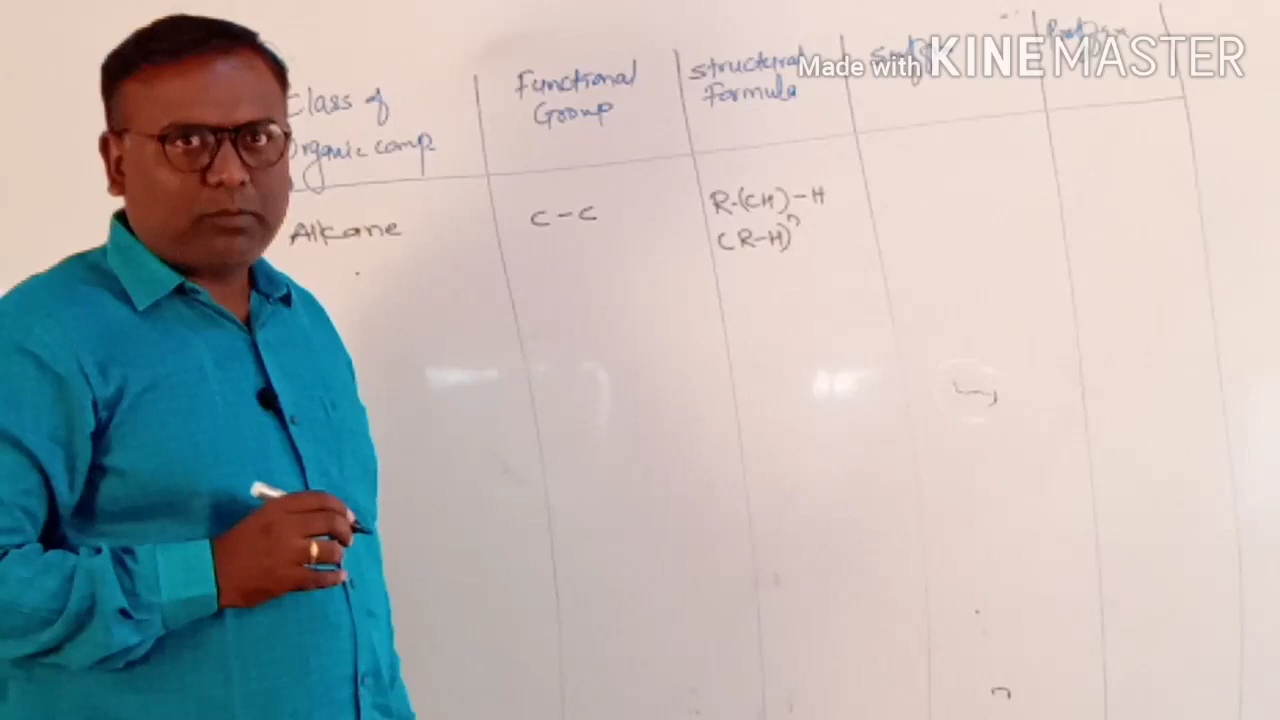 Made with KINEMASTER
Class of
Organic comp
Functional
Group
Structural
Formula
Alkane
C-C
R-(CH)-H
n
(R-H)